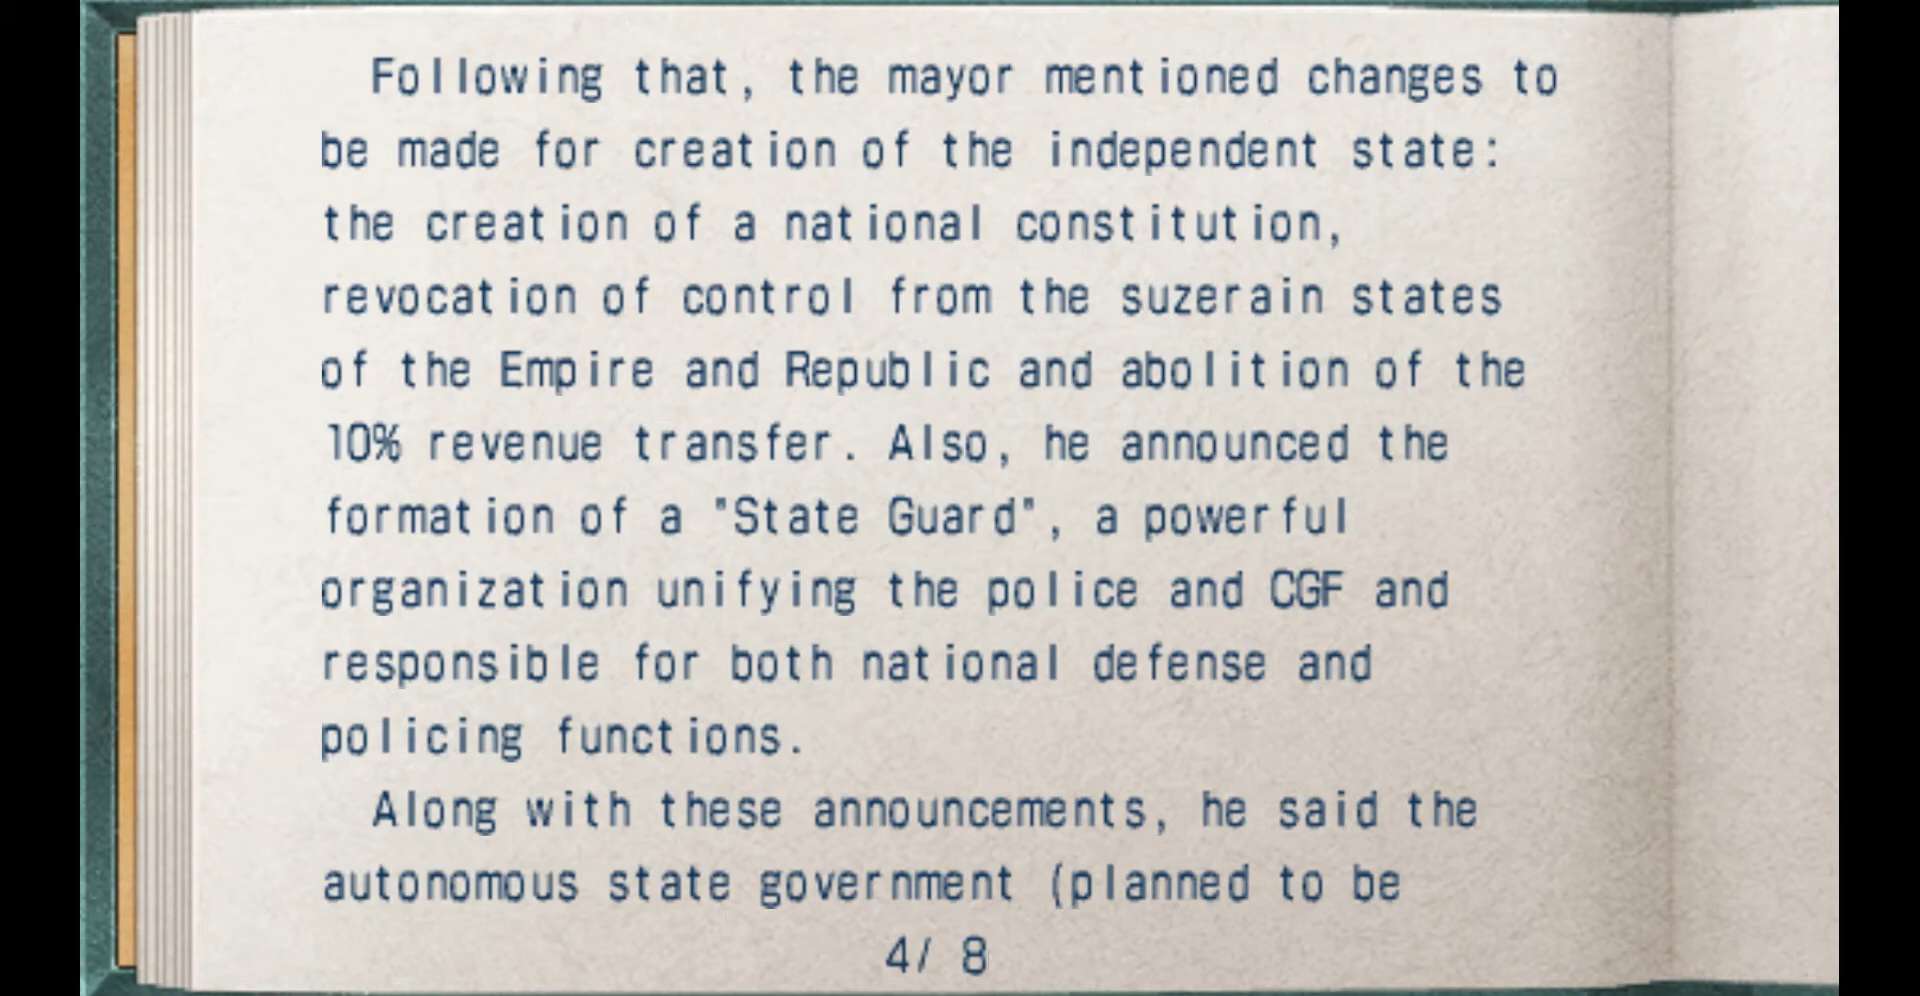 Following that, the mayor mentioned changes to
be made for creation of the independent state:
the creation of a national constitution,
revocation of control from the suzerain states
of the Empire and Republic and abolition of the
10% revenue transfer. Also, he announced the
formation of a "State Guard", a powerful
organization unifying the police and CGF and
responsible for both national defense and
policing functions.
Along with these announcements, he said the
autonomous state government (planned to be
4/ 8